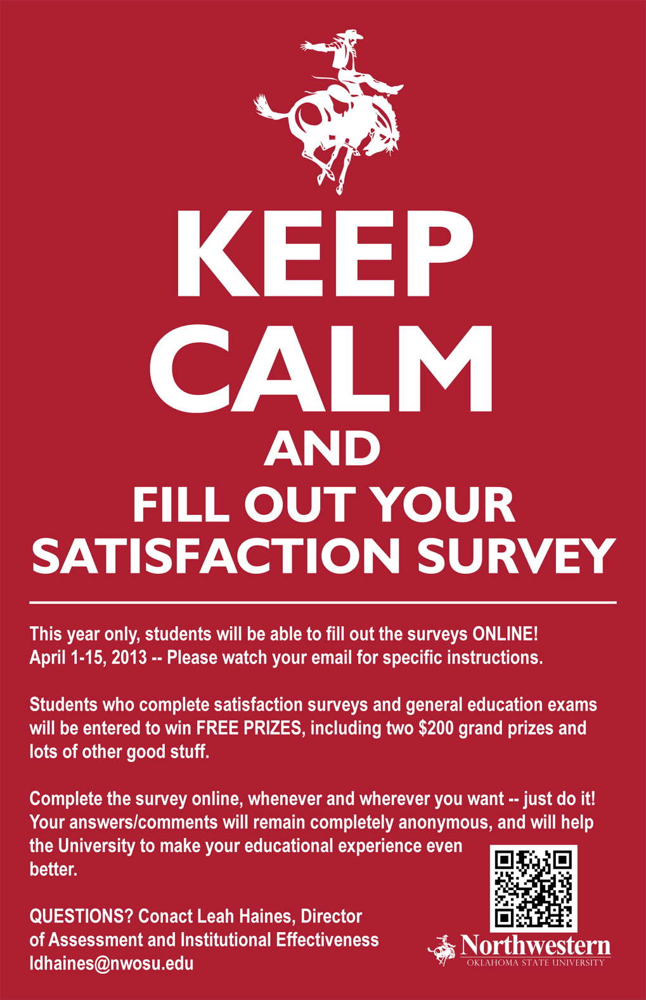 KEEP
CALM
AND
FILL OUT YOUR
SATISFACTION SURVEY
This year only, students will be able to fill out the surveys ONLINE!
April 1-15, 2013 -- Please watch your email for specific instructions.
Students who complete satisfaction surveys and general education exams
will be entered to win FREE PRIZES, including two $200 grand prizes and
lots of other good stuff.
Complete the survey online, whenever and wherever you want -- just do it!
Your answers/comments will remain completely anonymous, and will help
the University to make your educational experience even
better.
QUESTIONS? Conact Leah Haines, Director
of Assessment and Institutional Effectiveness
ldhaines@nwosu.edu
Northwestern
OKLAHOMA STATE UNIVERSITY